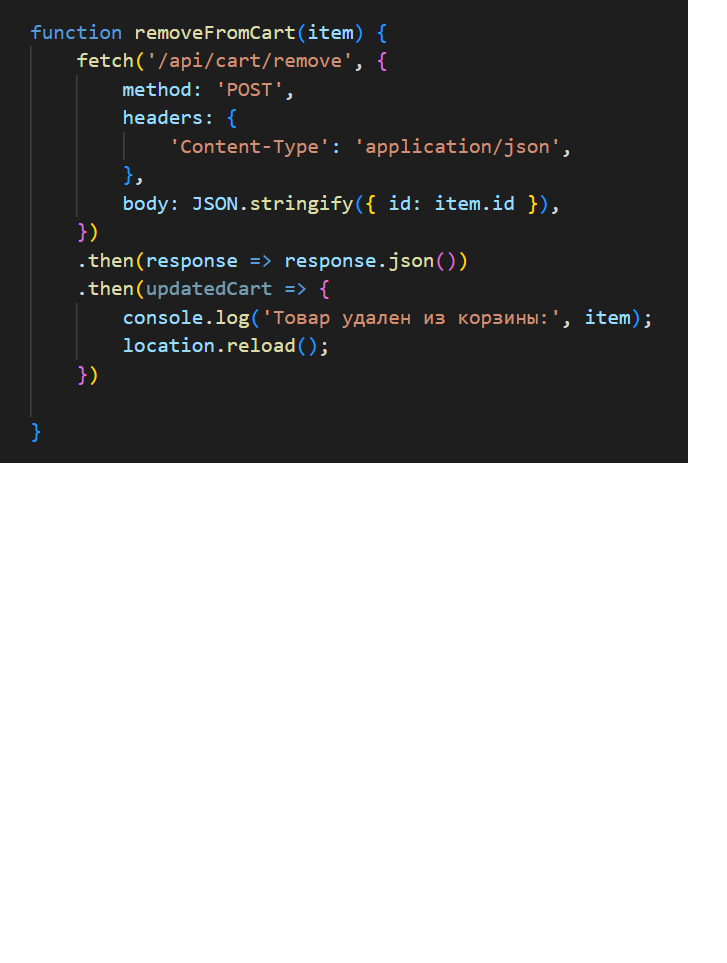 function removeFromCart(item) {
    fetch('/api/cart/remove', {
        method: 'POST',
        headers: {
            'Content-Type': 'application/json',
        },
        body: JSON.stringify({ id: item.id }),
    })
    .then(response => response.json())
    .then(updatedCart => {
        console.log('Товар удален из корзины:', item);
        location.reload();
    })
}